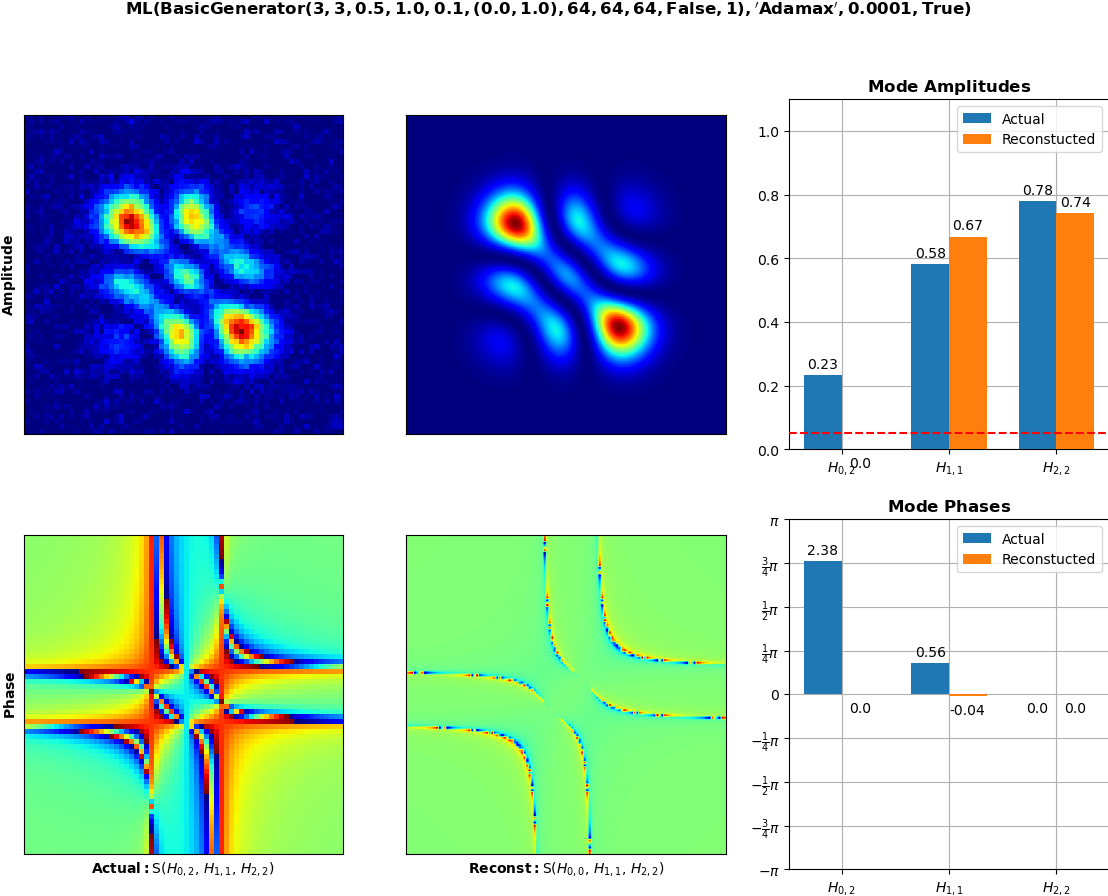 ML(BasicGenerator(3, 3, 0.5, 1.0, 0.1, (0.0, 1.0), 64, 64, 64, False, 1), ′Adamax′, 0.0001, True)
Mode Amplitudes
Amplitude
1.0
0.8
0.6
0.4
0.2
0.0
Actual
Reconstucted
0.23
0.0
0.58
0.67
0.78
0.74
H0,2
H1,1
H2,2
Mode Phases
Phase
π
3/4π
1/2π
1/4π
0
−1/4π
−1/2π
−3/4π
−π
Actual
Reconstucted
2.38
0.0
0.56
-0.04
0.0
0.0
H0,2
H1,1
H2,2
Actual: S(H0,2, H1,1, H2,2)
Reconst: S(H0,0, H1,1, H2,2)